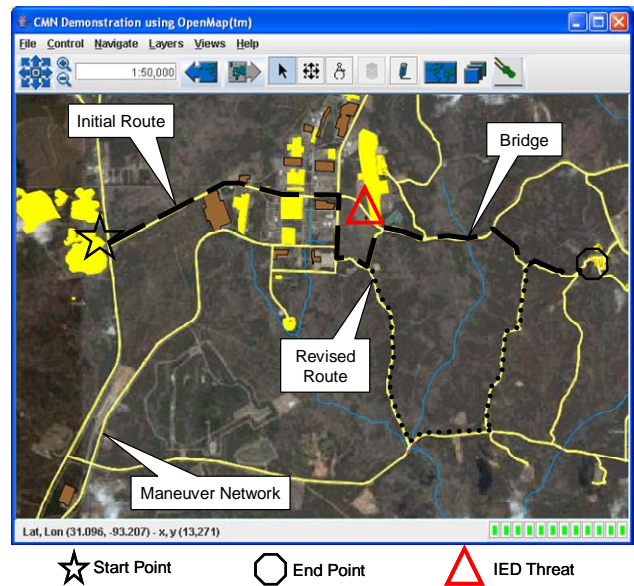 CMN Demonstration using OpenMap(tm)
File Control Navigate Layers Views Help
1:50,000
Initial Route
Bridge
Revised
Route
Maneuver Network
Lat, Lon (31.096, -93.207) - x, y (13,271)
Start Point
End Point
IED Threat